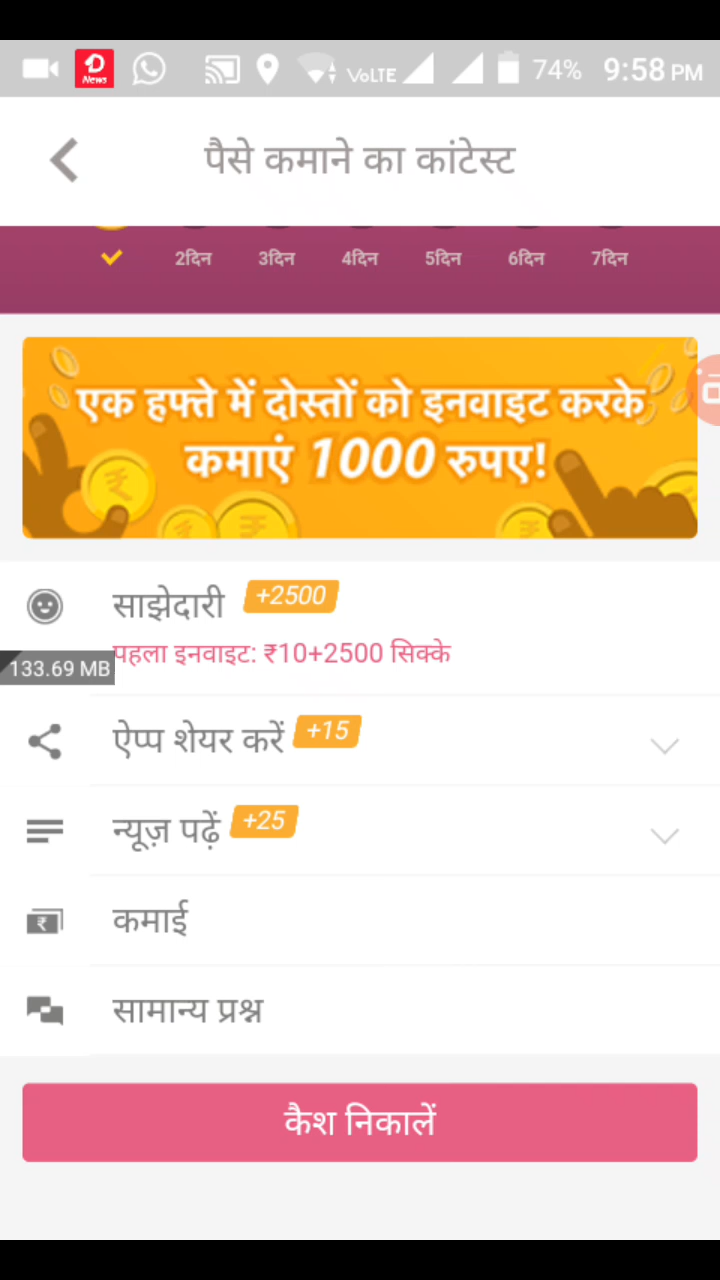 News VoLTE 74% 9:58 PM
पैसे कमाने का कांटेस्ट
2दिन 3दिन 4दिन 5दिन 6दिन 7दिन
एक हफ्ते में दोस्तों को इनवाइट करके
कमाएं 1000 रुपए!
साझेदारी +2500
पहला इनवाइट: ₹10+2500 सिक्के
133.69 MB
ऐप्प शेयर करें +15
न्यूज़ पढ़ें +25
कमाई
सामान्य प्रश्न
कैश निकालें